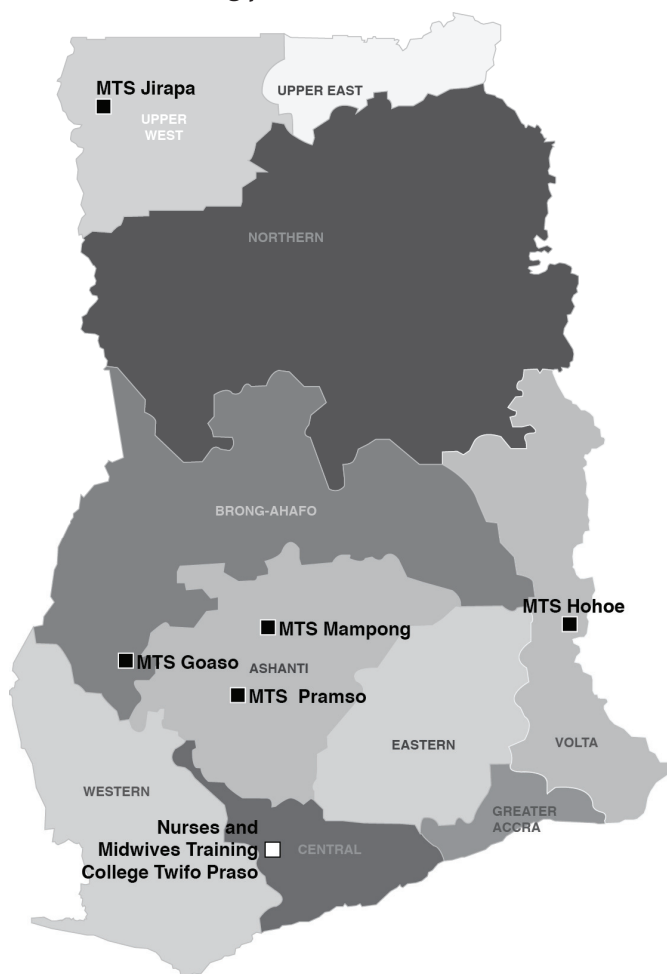 MTS Jirapa
UPPER EAST
UPPER
WEST
NORTHERN
BRONG-AHAFO
MTS Hohoe
MTS Mampong
MTS Goaso
ASHANTI
MTS Pramso
EASTERN
VOLTA
WESTERN
GREATER
ACCRA
Nurses and
Midwives Training
College Twifo Praso
CENTRAL